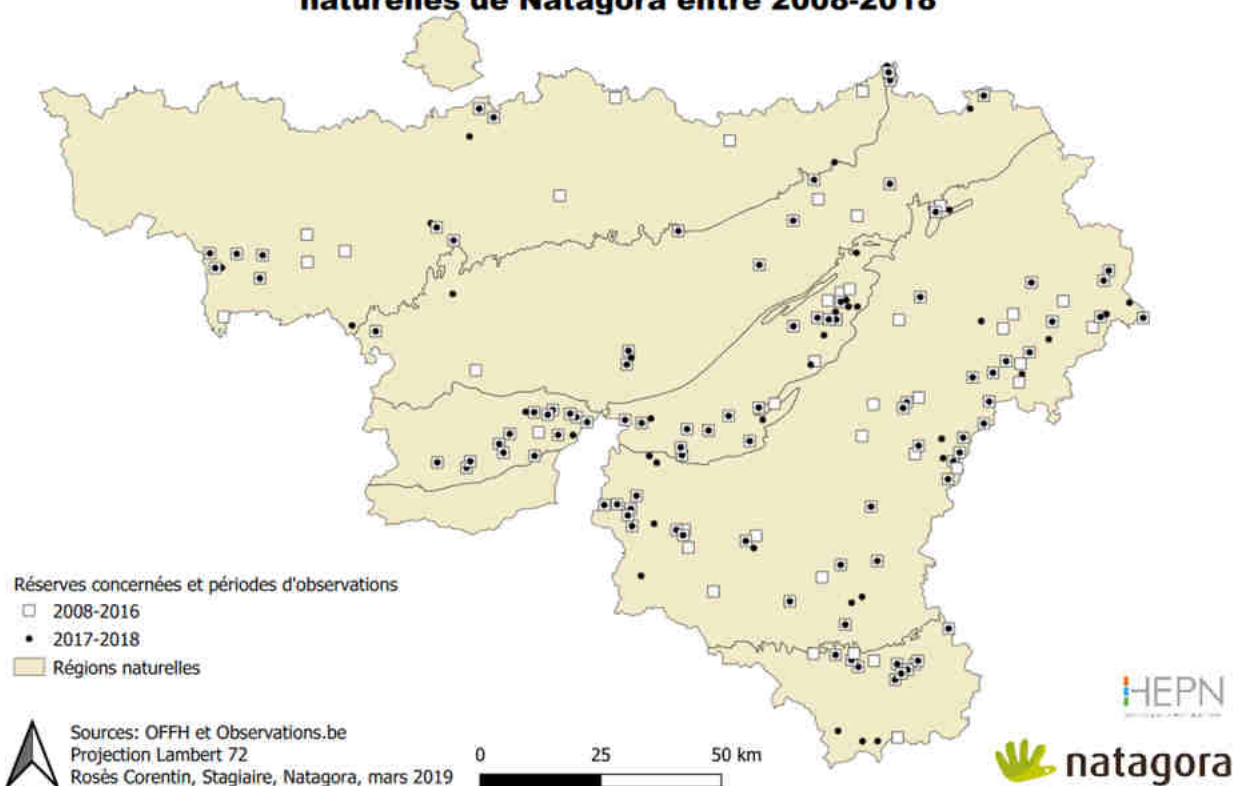 naturelles de Natagora entre 2008-2018
Réserves concernées et périodes d'observations
2008-2016
2017-2018
Régions naturelles
Sources: OFFH et Observations.be
Projection Lambert 72
Rosès Corentin, Stagiaire, Natagora, mars 2019
0 25 50 km
HEPN
natagora